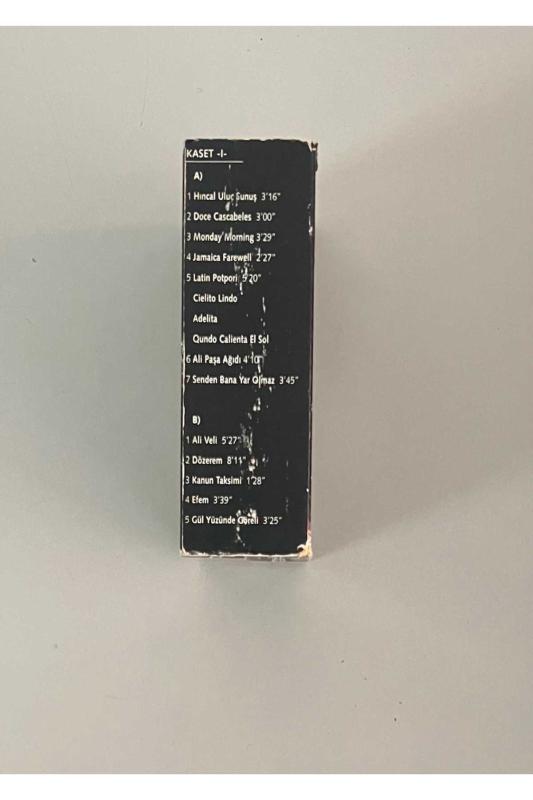 KASET -I-
A)
1 Hıncal Uluç Sunuş 3'16"
2 Doce Cascabeles 3'00"
3 Monday Morning 3'29"
4 Jamaica Farewell 2'27"
5 Latin Potpori 5'20"
Cielito Lindo
Adelita
Qundo Calienta El Sol
6 Ali Paşa Ağıdı 4'10"
7 Senden Bana Yar Olmaz 3'45"
B)
1 Ali Veli 5'27"
2 Dözerem 8'11"
3 Kanun Taksimi 1'28"
4 Efem 3'39"
5 Gül Yüzünde Göreli 3'25"